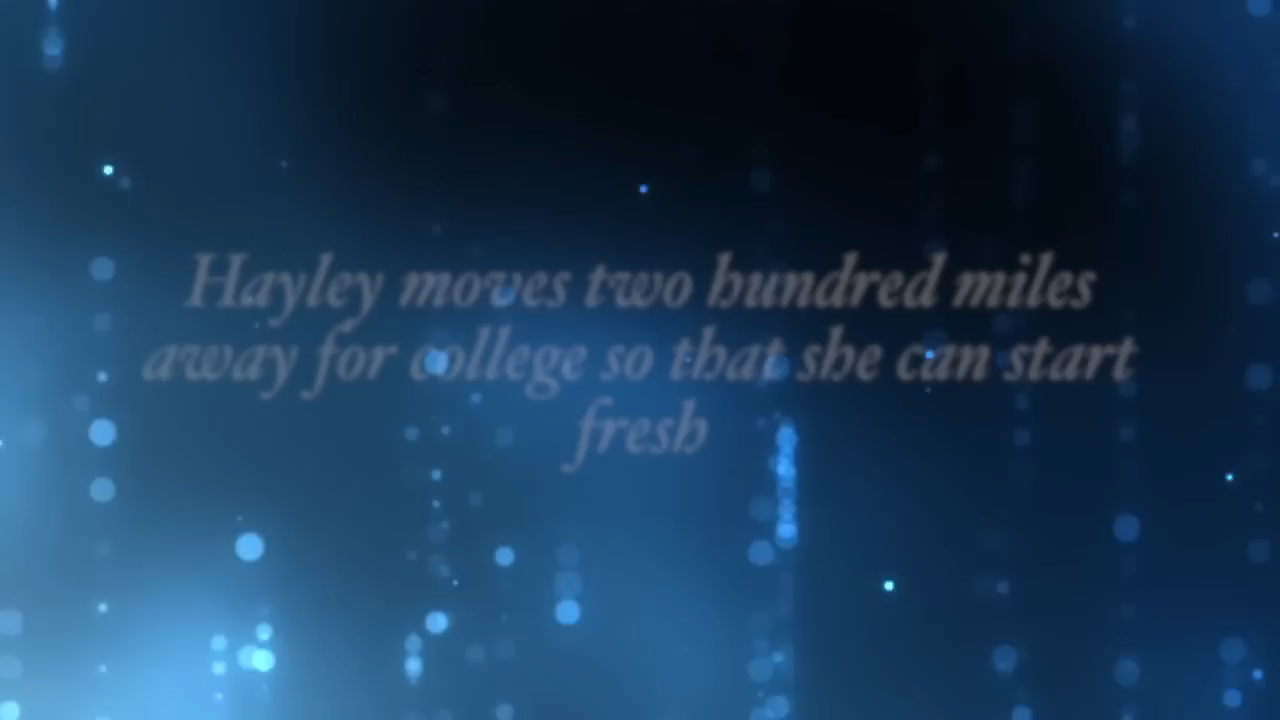 Hayley moves two hundred miles
away for college so that she can start
fresh